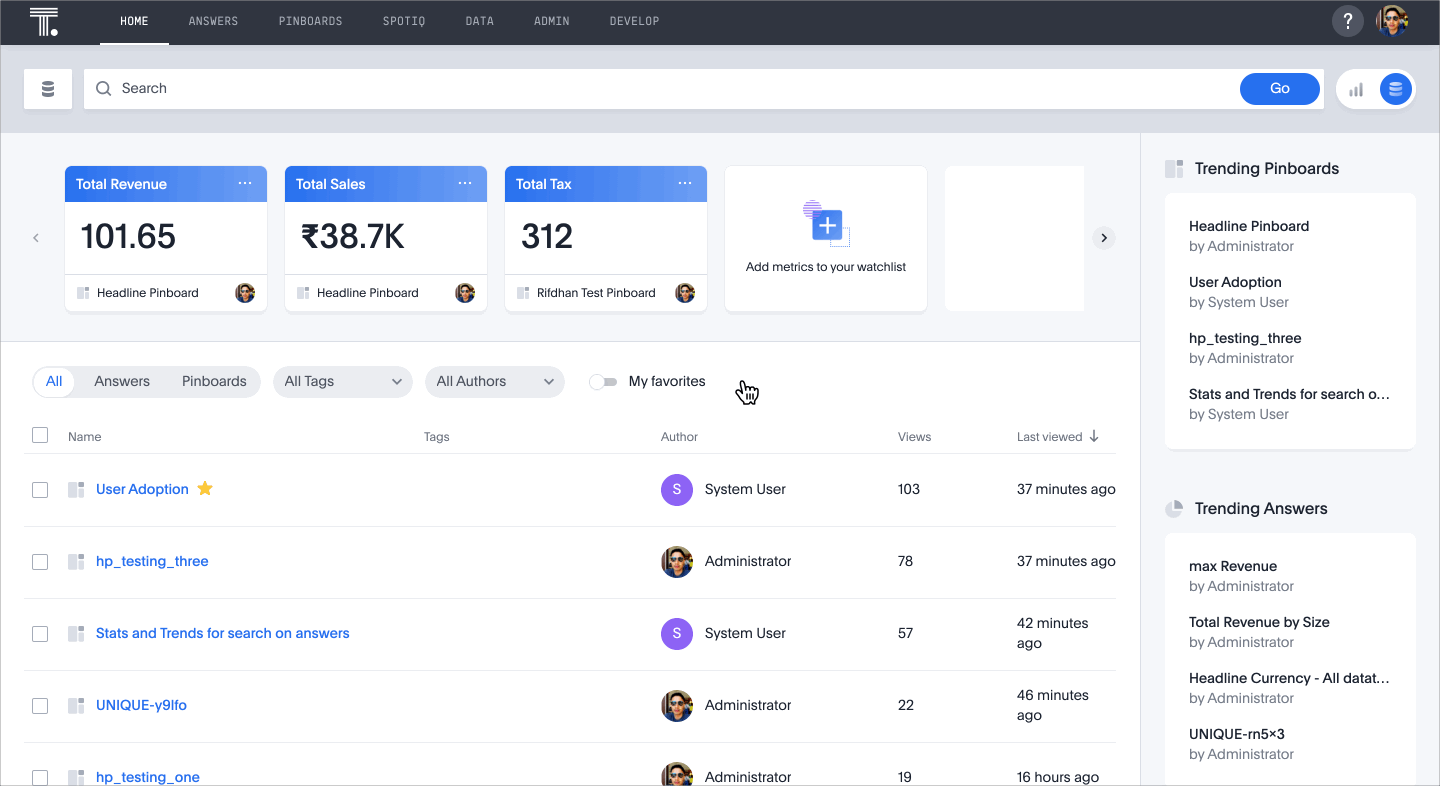 T.
HOME ANSWERS PINBOARDS SPOTIQ DATA ADMIN DEVELOP ?
Search Go
Total Revenue ...
101.65
Headline Pinboard
Total Sales ...
₹38.7K
Headline Pinboard
Total Tax ...
312
Rifdhan Test Pinboard
Add metrics to your watchlist
All Answers Pinboards All Tags All Authors My favorites
Name Tags Author Views Last viewed
User Adoption S System User 103 37 minutes ago
hp_testing_three Administrator 78 37 minutes ago
Stats and Trends for search on answers S System User 57 42 minutes
ago
UNIQUE-y9lfo Administrator 22 46 minutes
ago
hp_testing_one Administrator 19 16 hours ago
Trending Pinboards
Headline Pinboard
by Administrator
User Adoption
by System User
hp_testing_three
by Administrator
Stats and Trends for search o...
by System User
Trending Answers
max Revenue
by Administrator
Total Revenue by Size
by Administrator
Headline Currency - All datat...
by Administrator
UNIQUE-rn5×3
by Administrator